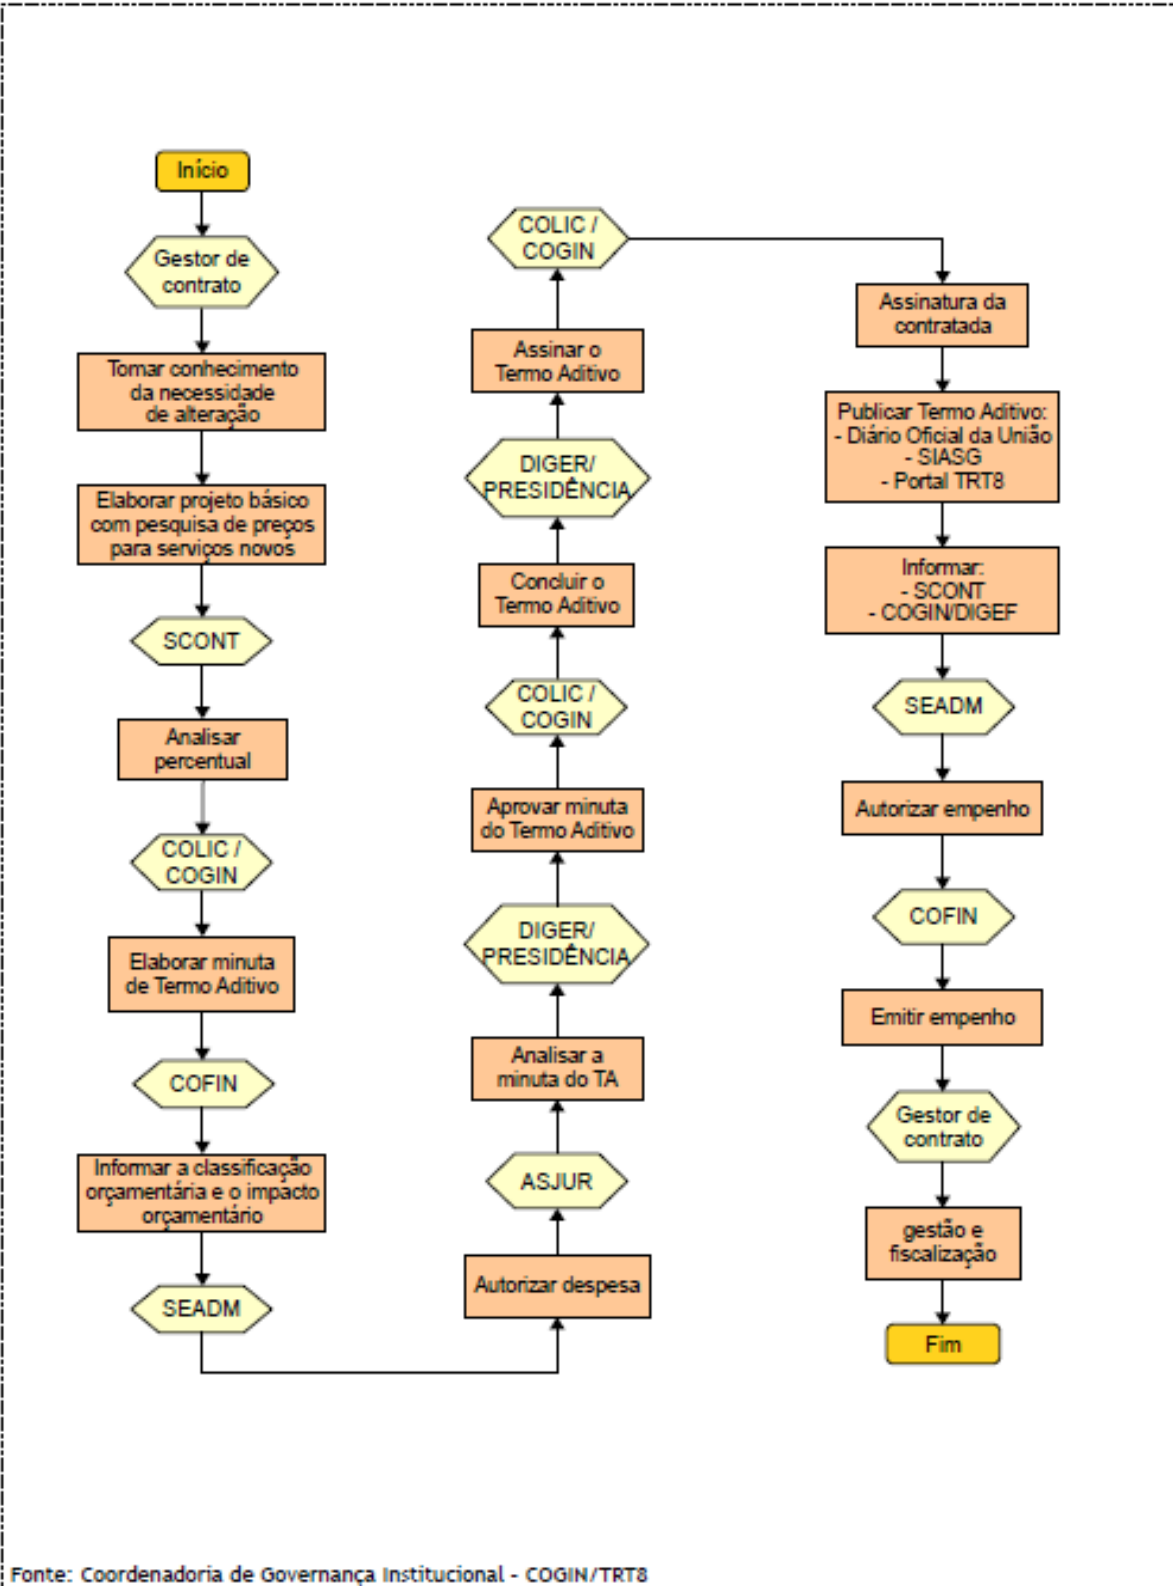 Início
Gestor de
contrato
Tomar conhecimento
da necessidade
de alteração
Elaborar projeto básico
com pesquisa de preços
para serviços novos
SCONT
Analisar
percentual
COLIC /
COGIN
Elaborar minuta
de Termo Aditivo
COFIN
Informar a classificação
orçamentária e o impacto
orçamentário
SEADM
Autorizar despesa
ASJUR
Analisar a
minuta do TA
DIGER/
PRESIDÊNCIA
Aprovar minuta
do Termo Aditivo
COLIC /
COGIN
Concluir o
Termo Aditivo
DIGER/
PRESIDÊNCIA
Assinar o
Termo Aditivo
COLIC /
COGIN
Assinatura da
contratada
Publicar Termo Aditivo:
- Diário Oficial da União
- SIASG
- Portal TRT8
Informar:
- SCONT
- COGIN/DIGEF
SEADM
Autorizar empenho
COFIN
Emitir empenho
Gestor de
contrato
gestão e
fiscalização
Fim
Fonte: Coordenadoria de Governança Institucional - COGIN/TRT8